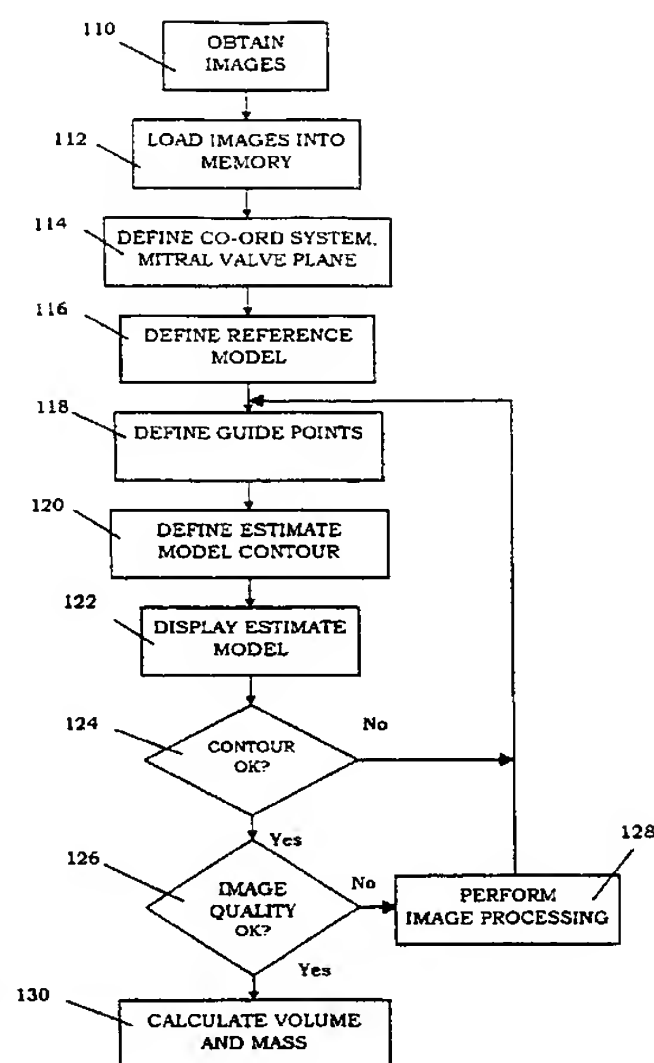 110
OBTAIN
IMAGES
112
LOAD IMAGES INTO
MEMORY
114
DEFINE CO-ORD SYSTEM,
MITRAL VALVE PLANE
116
DEFINE REFERENCE
MODEL
118
DEFINE GUIDE POINTS
120
DEFINE ESTIMATE
MODEL CONTOUR
122
DISPLAY ESTIMATE
MODEL
124
CONTOUR
OK?
No
Yes
126
IMAGE
QUALITY
OK?
No
Yes
128
PERFORM
IMAGE PROCESSING
130
CALCULATE VOLUME
AND MASS